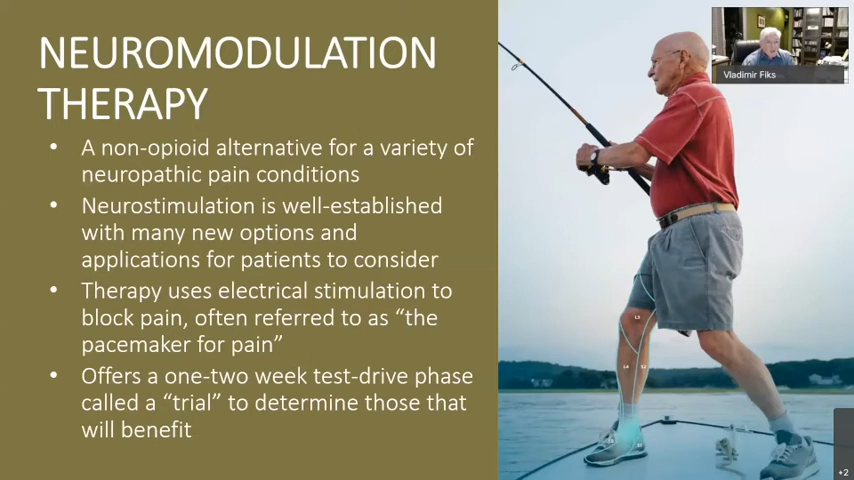 NEUROMODULATION
THERAPY
• A non-opioid alternative for a variety of
neuropathic pain conditions
• Neurostimulation is well-established
with many new options and
applications for patients to consider
• Therapy uses electrical stimulation to
block pain, often referred to as “the
pacemaker for pain”
• Offers a one-two week test-drive phase
called a “trial” to determine those that
will benefit
Vladimir Fiks
+2